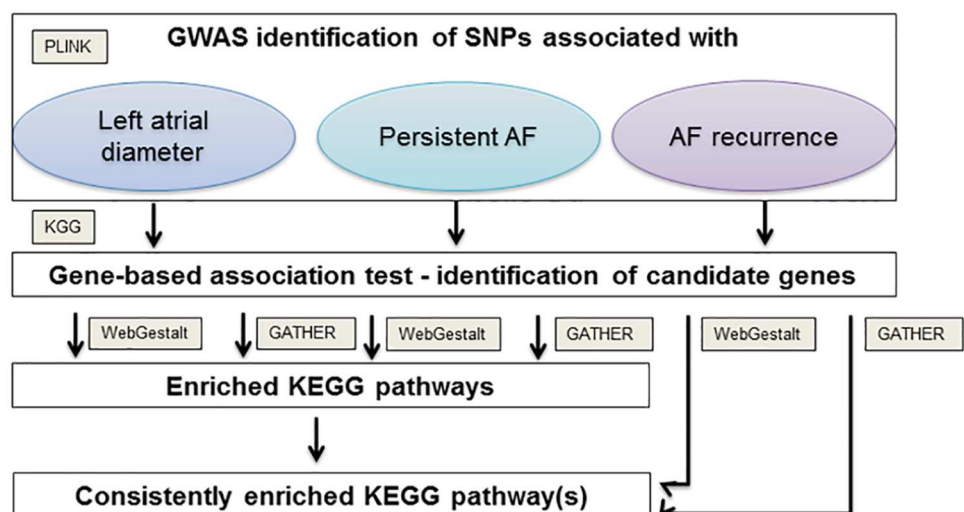 GWAS identification of SNPs associated with
PLINK
Left atrial
diameter
Persistent AF
AF recurrence
KGG
Gene-based association test - identification of candidate genes
WebGestalt
GATHER
WebGestalt
GATHER
WebGestalt
GATHER
Enriched KEGG pathways
Consistently enriched KEGG pathway(s)